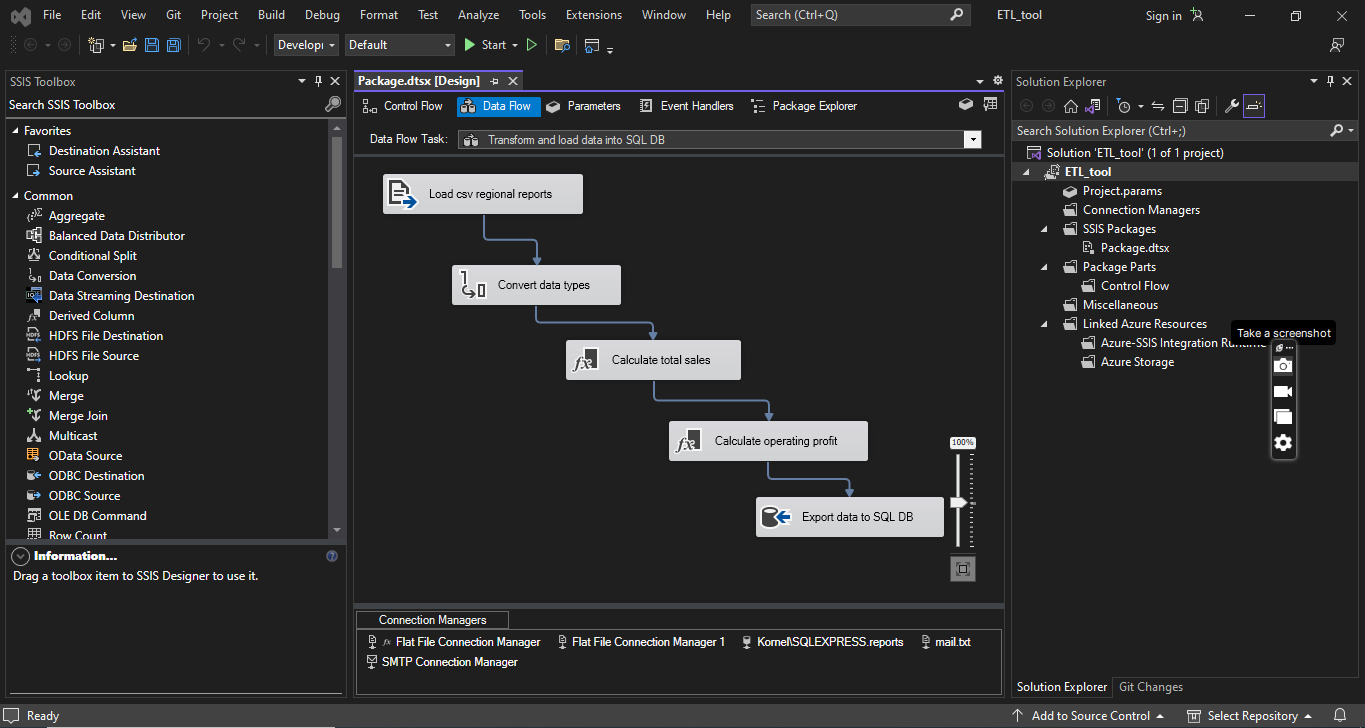 File Edit View Git Project Build Debug Format Test Analyze Tools Extensions Window Help Search (Ctrl+Q) ETL_tool Sign in
Developi Default Start
SSIS Toolbox
Search SSIS Toolbox
Favorites
Destination Assistant
Source Assistant
Common
Aggregate
Balanced Data Distributor
Conditional Split
Data Conversion
Data Streaming Destination
Derived Column
HDFS File Destination
HDFS File Source
Lookup
Merge
Merge Join
Multicast
OData Source
ODBC Destination
ODBC Source
OLE DB Command
Row Count
Information...
Drag a toolbox item to SSIS Designer to use it.
Package.dtsx [Design]
Control Flow Data Flow Parameters Event Handlers Package Explorer
Data Flow Task: Transform and load data into SQL DB
Load csv regional reports
Convert data types
Calculate total sales
Calculate operating profit
Export data to SQL DB
100%
Connection Managers
Flat File Connection Manager Flat File Connection Manager 1 Kornel\SQLEXPRESS.reports mail.txt
SMTP Connection Manager
Solution Explorer
Search Solution Explorer (Ctrl+;)
Solution 'ETL_tool' (1 of 1 project)
ETL_tool
Project.params
Connection Managers
SSIS Packages
Package.dtsx
Package Parts
Control Flow
Miscellaneous
Linked Azure Resources
Take a screenshot
Azure-SSIS Integration Runtime
Azure Storage
Solution Explorer Git Changes
Ready Add to Source Control Select Repository